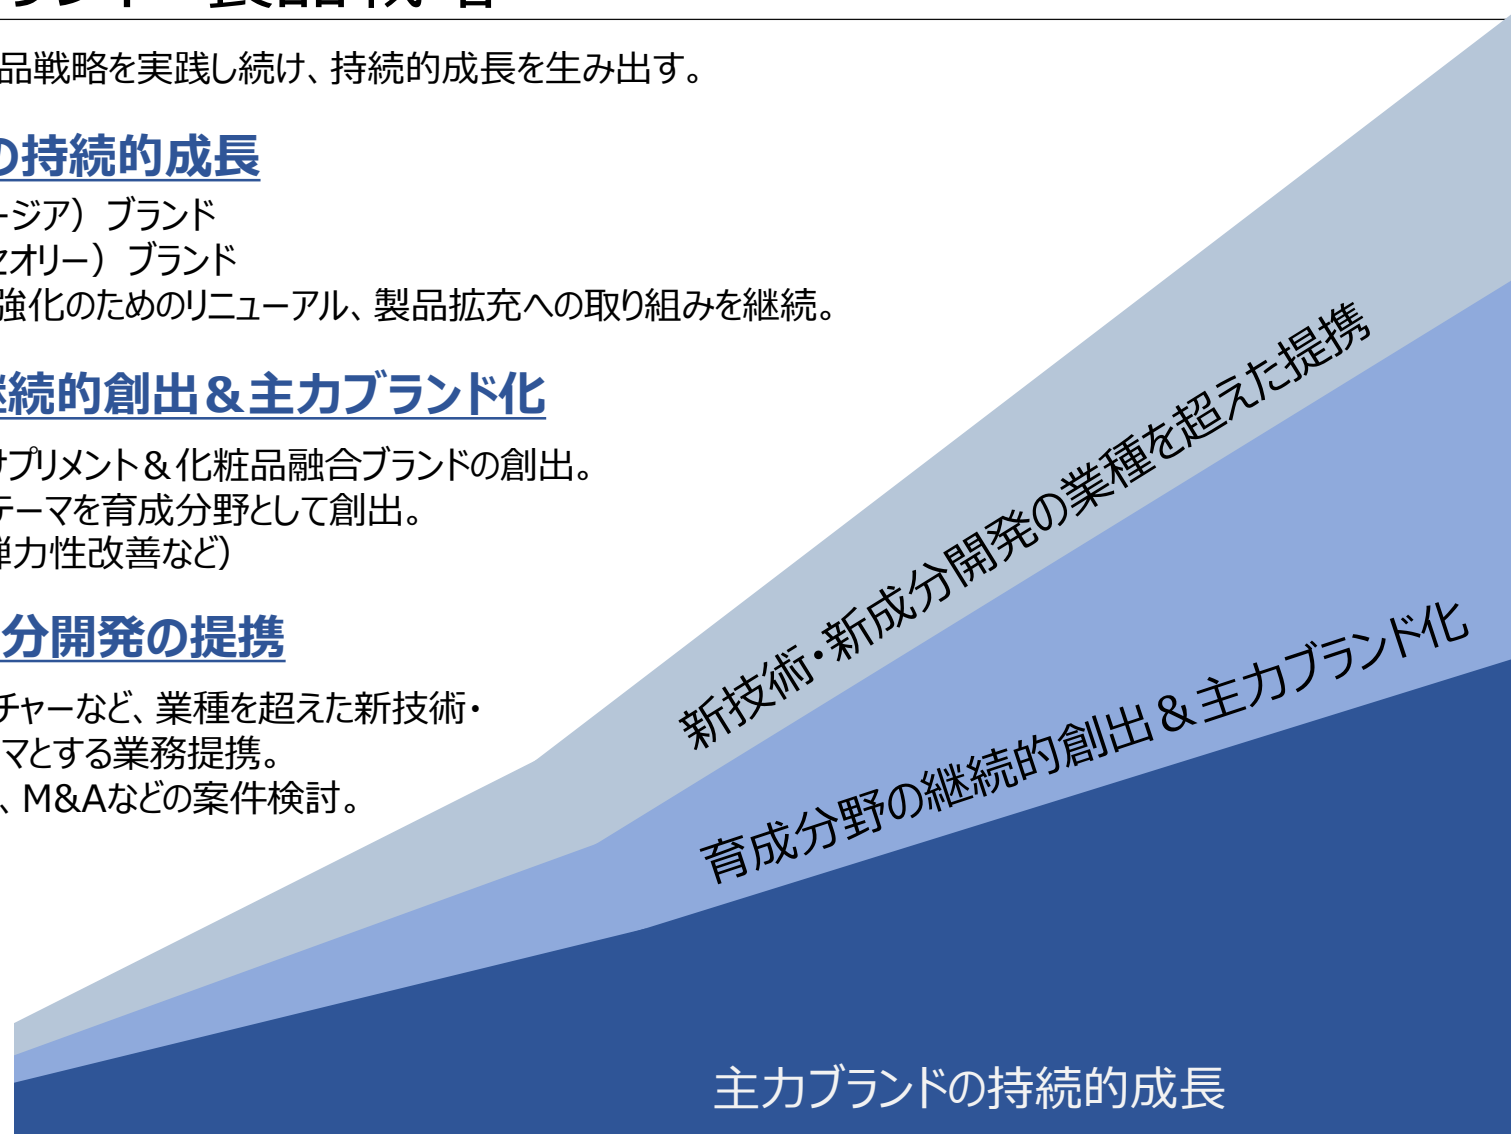 品戦略を実践し続け、持続的成長を生み出す。
の持続的成長
ージア）ブランド
セオリー）ブランド
強化のためのリニューアル、製品拡充への取り組みを継続。
続的創出＆主力ブランド化
サプリメント＆化粧品融合ブランドの創出。
テーマを育成分野として創出。
弾力性改善など）
分開発の提携
チャーなど、業種を超えた新技術・
マとする業務提携。
、M&Aなどの案件検討。
新技術・新成分開発の業種を超えた提携
育成分野の継続的創出＆主力ブランド化
主力ブランドの持続的成長